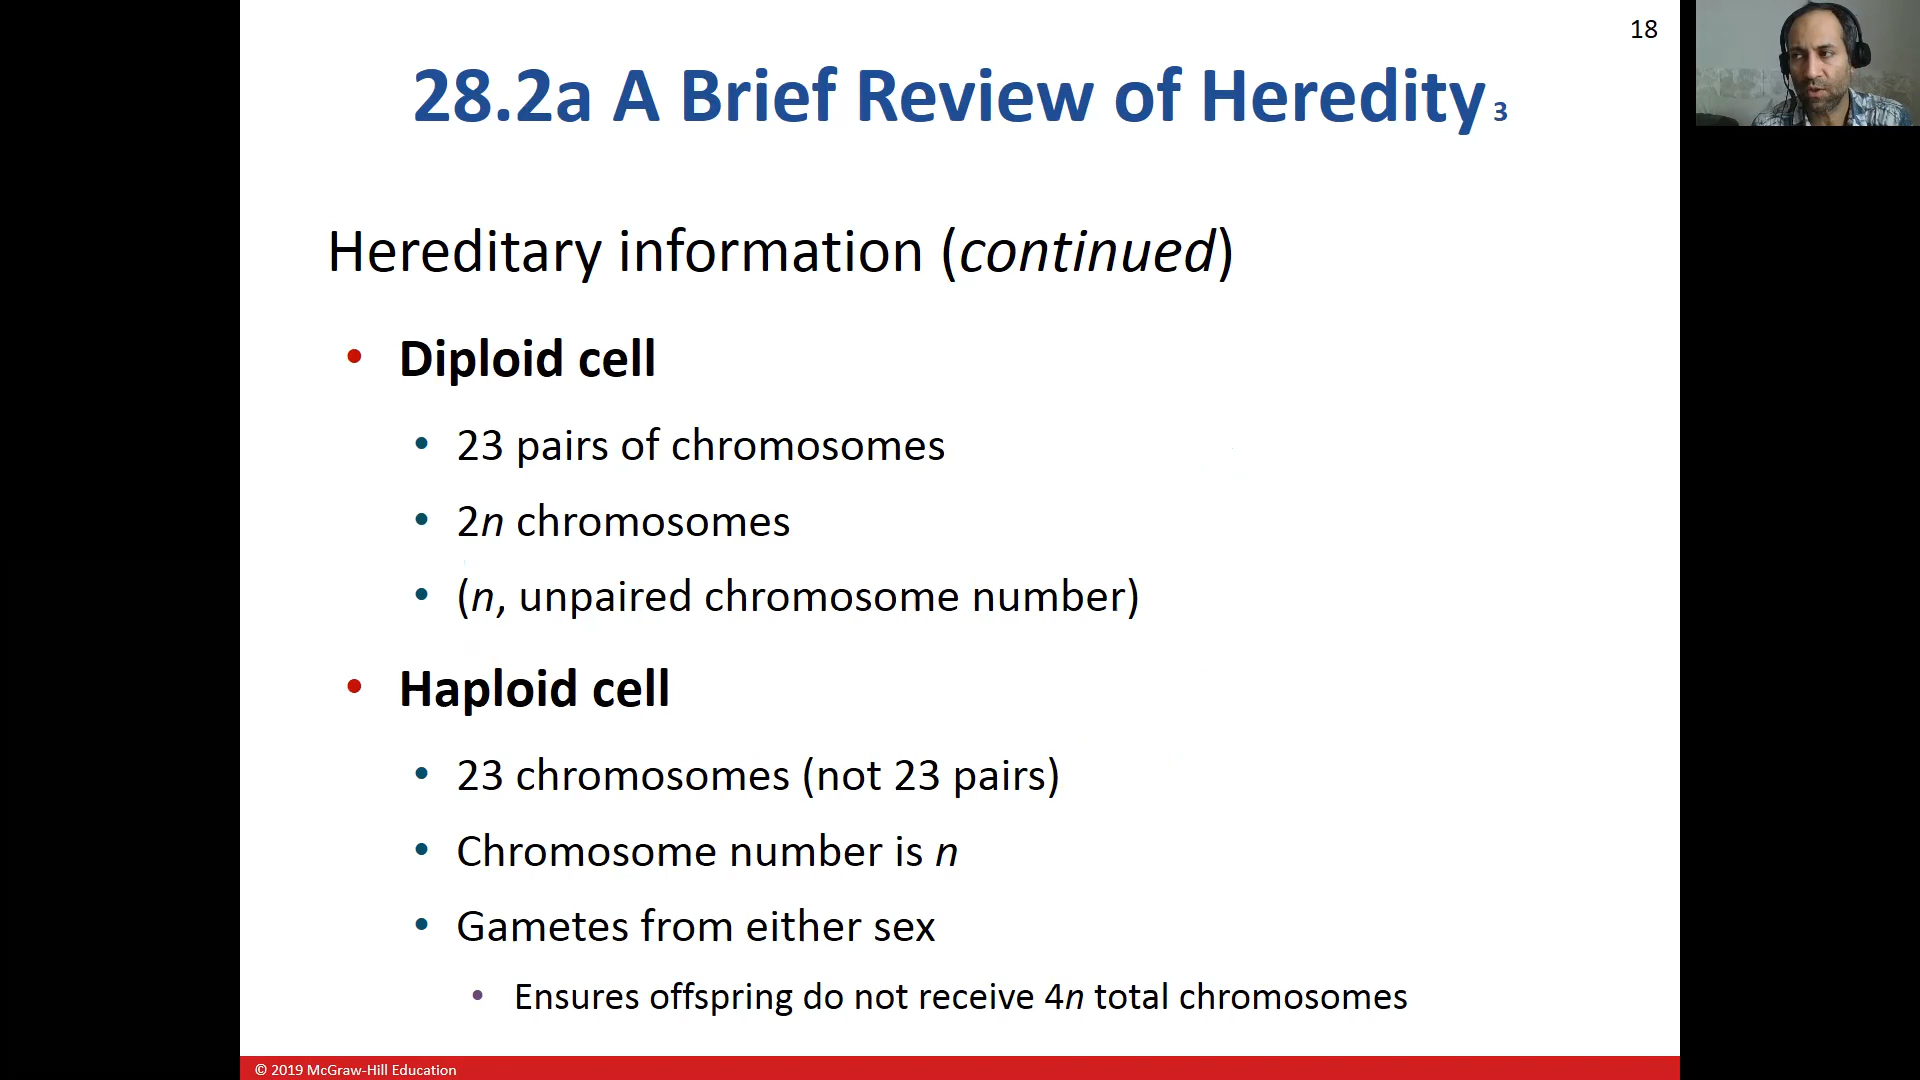 18
28.2a A Brief Review of Heredity 3
Hereditary information (continued)
• Diploid cell
• 23 pairs of chromosomes
• 2n chromosomes
• (n, unpaired chromosome number)
• Haploid cell
• 23 chromosomes (not 23 pairs)
• Chromosome number is n
• Gametes from either sex
• Ensures offspring do not receive 4n total chromosomes
© 2019 McGraw-Hill Education